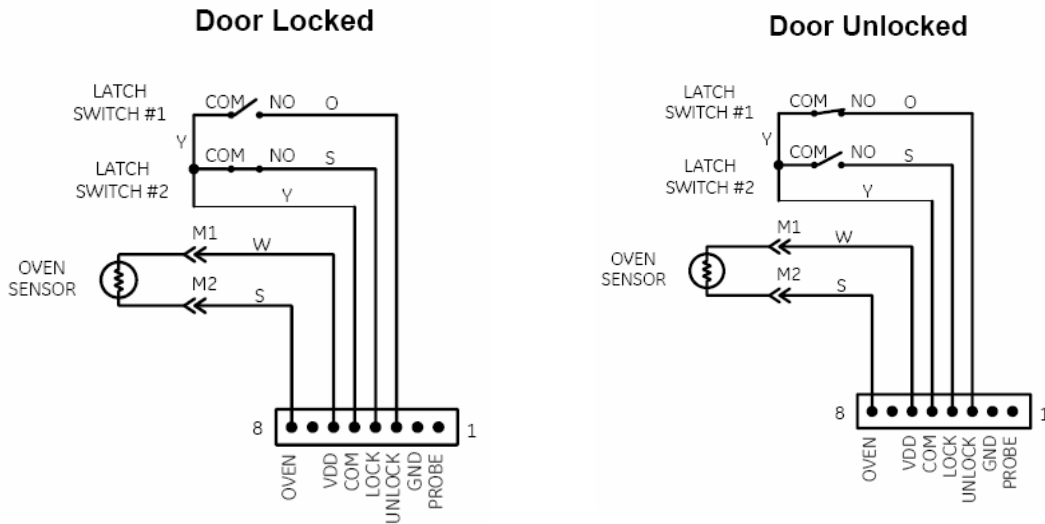 Door Locked
LATCH
SWITCH #1
COM NO O
Y
LATCH
SWITCH #2
COM NO S
Y
M1
W
OVEN
SENSOR
M2
S
8
1
OVEN
VDD
COM
LOCK
UNLOCK
GND
PROBE
Door Unlocked
LATCH
SWITCH #1
COM NO O
Y
LATCH
SWITCH #2
COM NO S
Y
M1
W
OVEN
SENSOR
M2
S
8
1
OVEN
VDD
COM
LOCK
UNLOCK
GND
PROBE